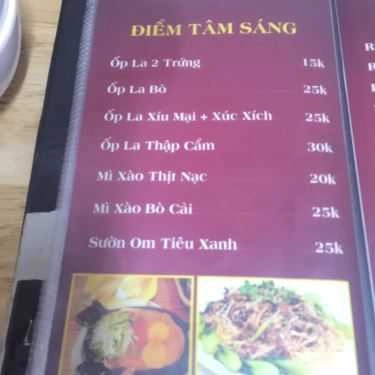 ĐIỂM TÂM SÁNG
Ốp La 2 Trứng 15k
Ốp La Bò 25k
Ốp La Xíu Mại + Xúc Xích 25k
Ốp La Thập Cẩm 30k
Mì Xào Thịt Nạc 20k
Mì Xào Bò Cải 25k
Sườn Om Tiêu Xanh 25k